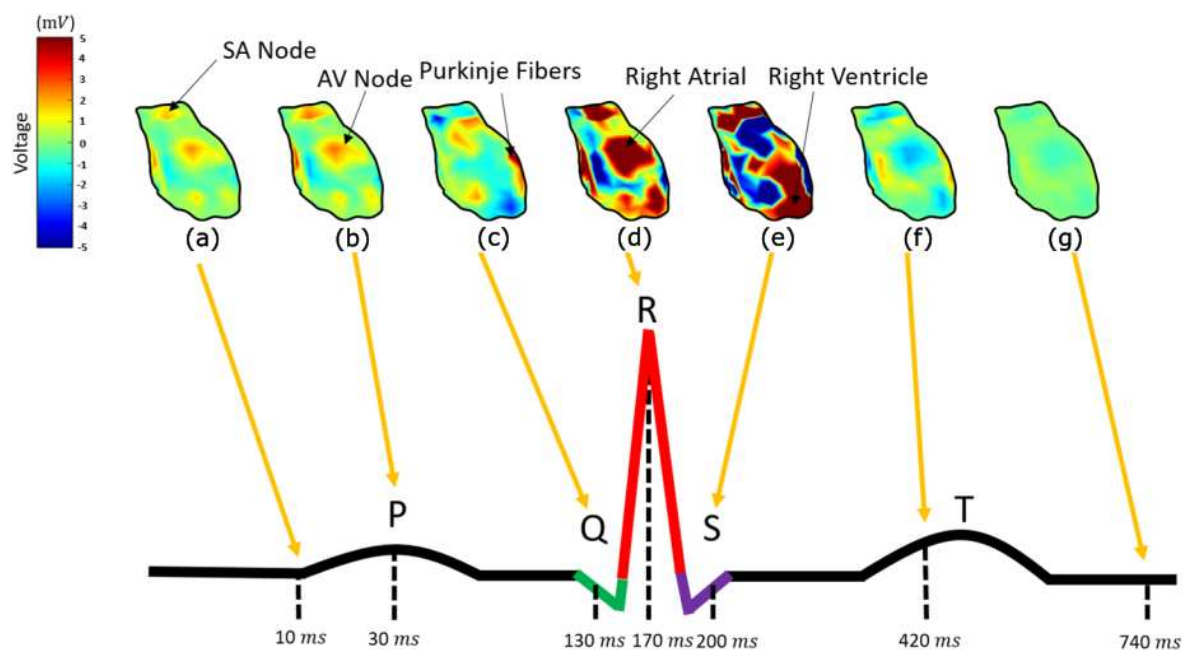 (mV)
5
4
3
2
1
0
-1
-2
-3
-4
-5
Voltage
SA Node
AV Node
Purkinje Fibers
Right Atrial
Right Ventricle
(a)
(b)
(c)
(d)
(e)
(f)
(g)
R
P
Q
S
T
10 ms
30 ms
130 ms
170 ms
200 ms
420 ms
740 ms